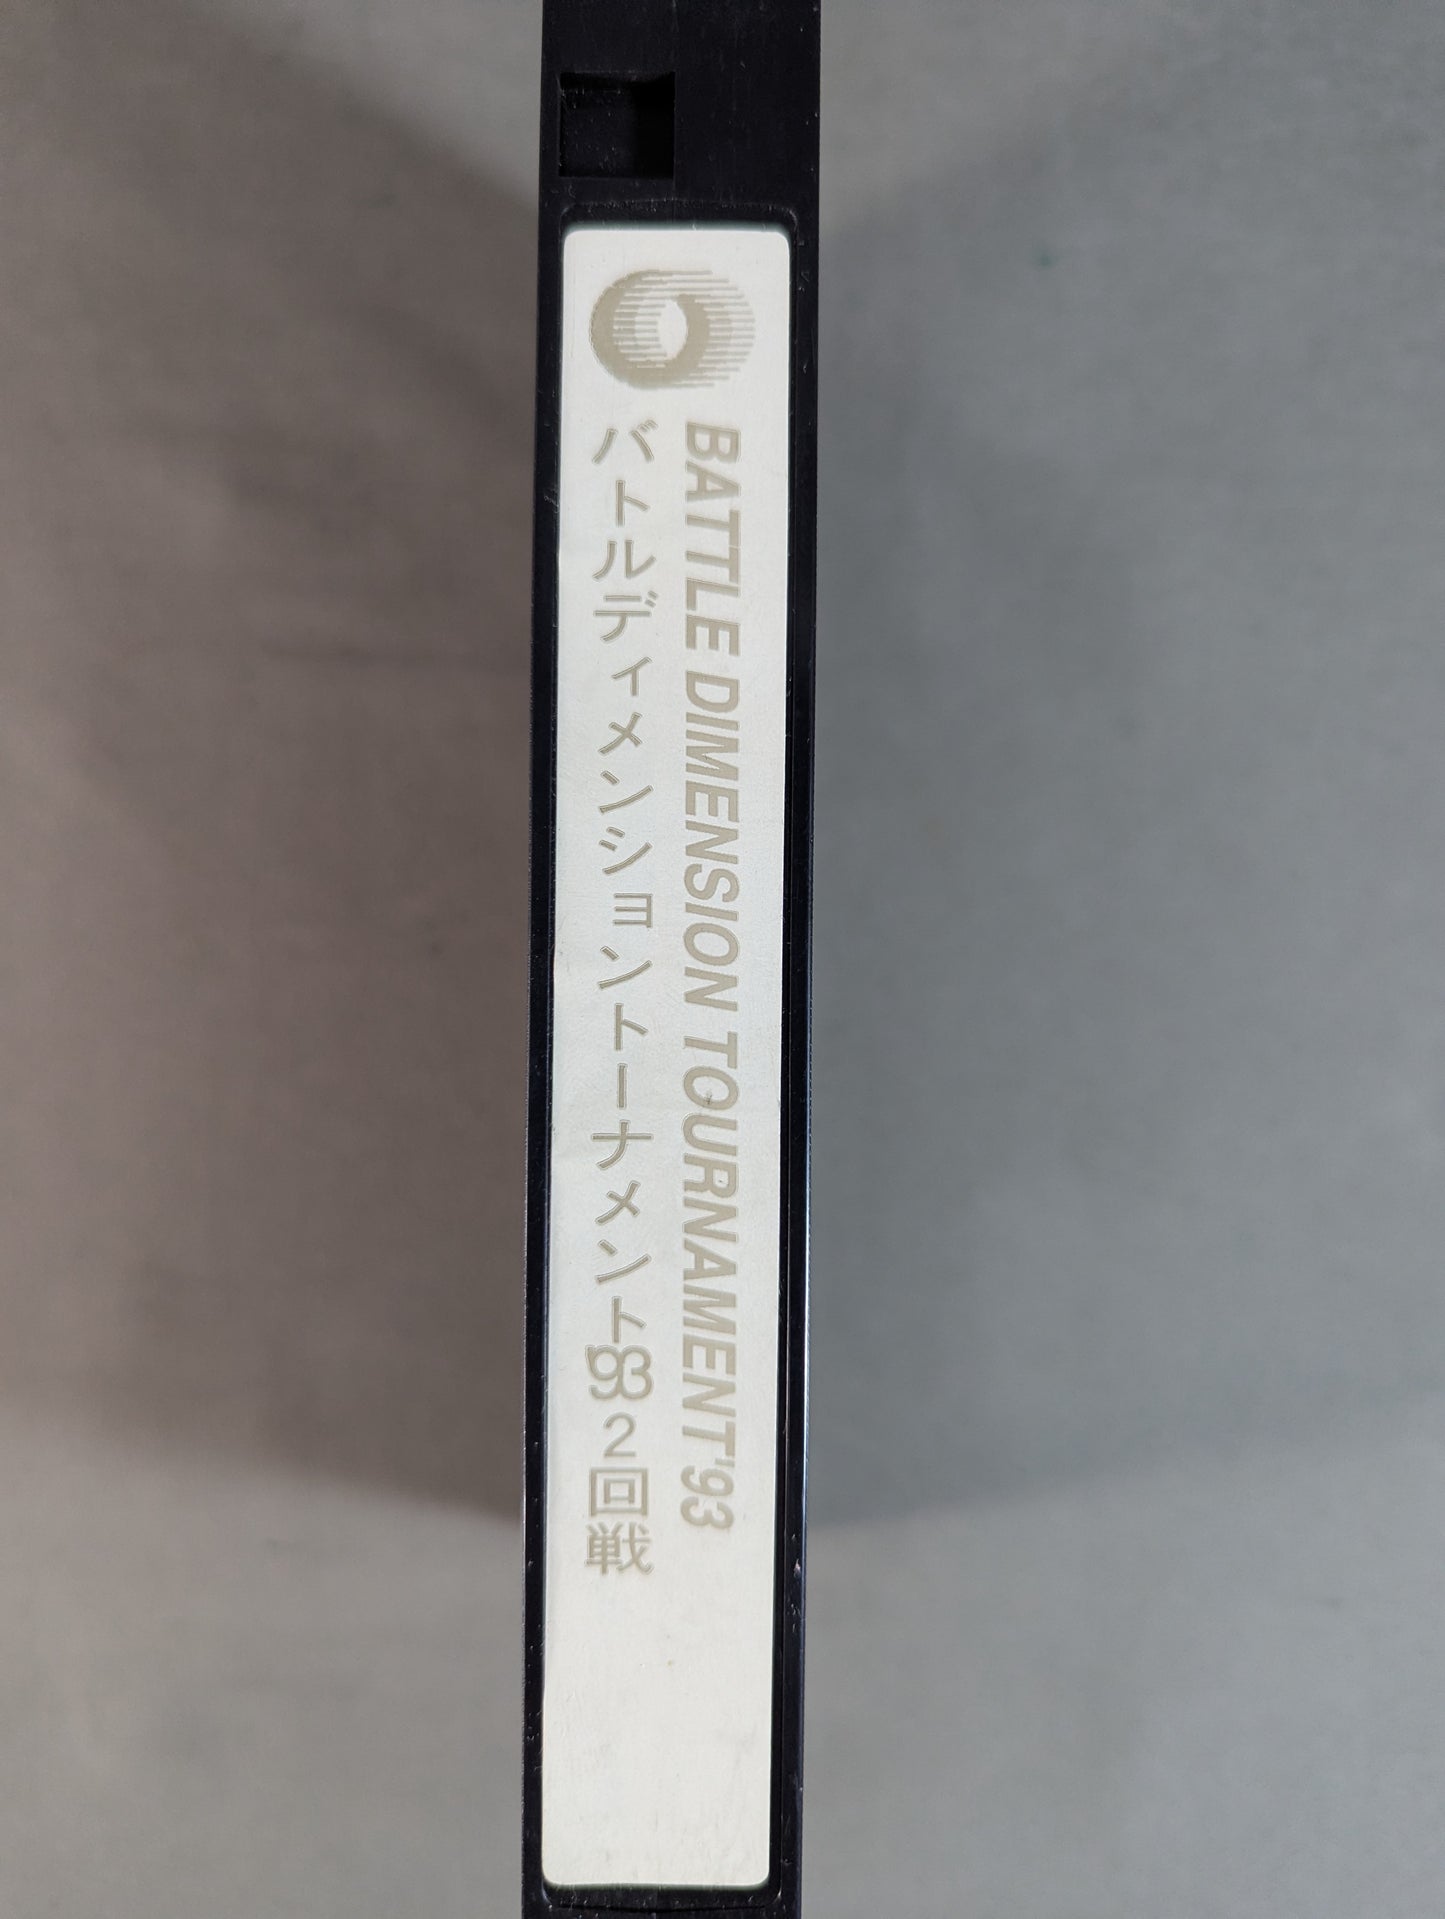 BATTLE DIMENSION TOURNAMENT'93
バトルディメンショントーナメント'93 2回戦